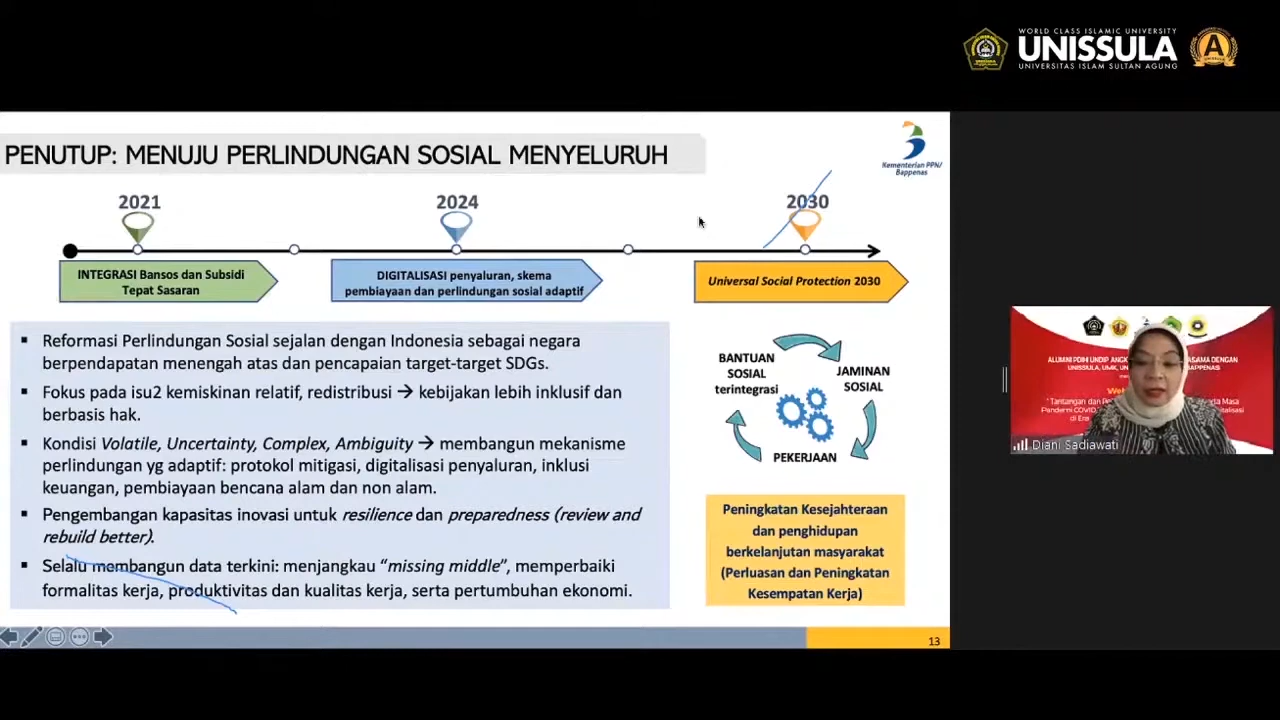 WORLD CLASS ISLAMIC UNIVERSITY
UNISSULA
UNIVERSITAS ISLAM SULTAN AGUNG
A
PENUTUP: MENUJU PERLINDUNGAN SOSIAL MENYELURUH
Kementerian PPN/
Bappenas
2021
2024
2030
INTEGRASI Bansos dan Subsidi
Tepat Sasaran
DIGITALISASI penyaluran, skema
pembiayaan dan perlindungan sosial adaptif
Universal Social Protection 2030
▪ Reformasi Perlindungan Sosial sejalan dengan Indonesia sebagai negara
berpendapatan menengah atas dan pencapaian target-target SDGs.
▪ Fokus pada isu2 kemiskinan relatif, redistribusi → kebijakan lebih inklusif dan
berbasis hak.
▪ Kondisi Volatile, Uncertainty, Complex, Ambiguity → membangun mekanisme
perlindungan yg adaptif: protokol mitigasi, digitalisasi penyaluran, inklusi
keuangan, pembiayaan bencana alam dan non alam.
▪ Pengembangan kapasitas inovasi untuk resilience dan preparedness (review and
rebuild better).
▪ Selalu membangun data terkini: menjangkau “missing middle”, memperbaiki
formalitas kerja, produktivitas dan kualitas kerja, serta pertumbuhan ekonomi.
BANTUAN
SOSIAL
terintegrasi
JAMINAN
SOSIAL
PEKERJAAN
Peningkatan Kesejahteraan
dan penghidupan
berkelanjutan masyarakat
(Perluasan dan Peningkatan
Kesempatan Kerja)
13
ALUMNI PDIH UNDIP
DENGAN
UNISSULA, UMK,
BAPPENAS
"Tantangan dan
Masa
Pandemi COVID
di Era
Diani Sadiawati